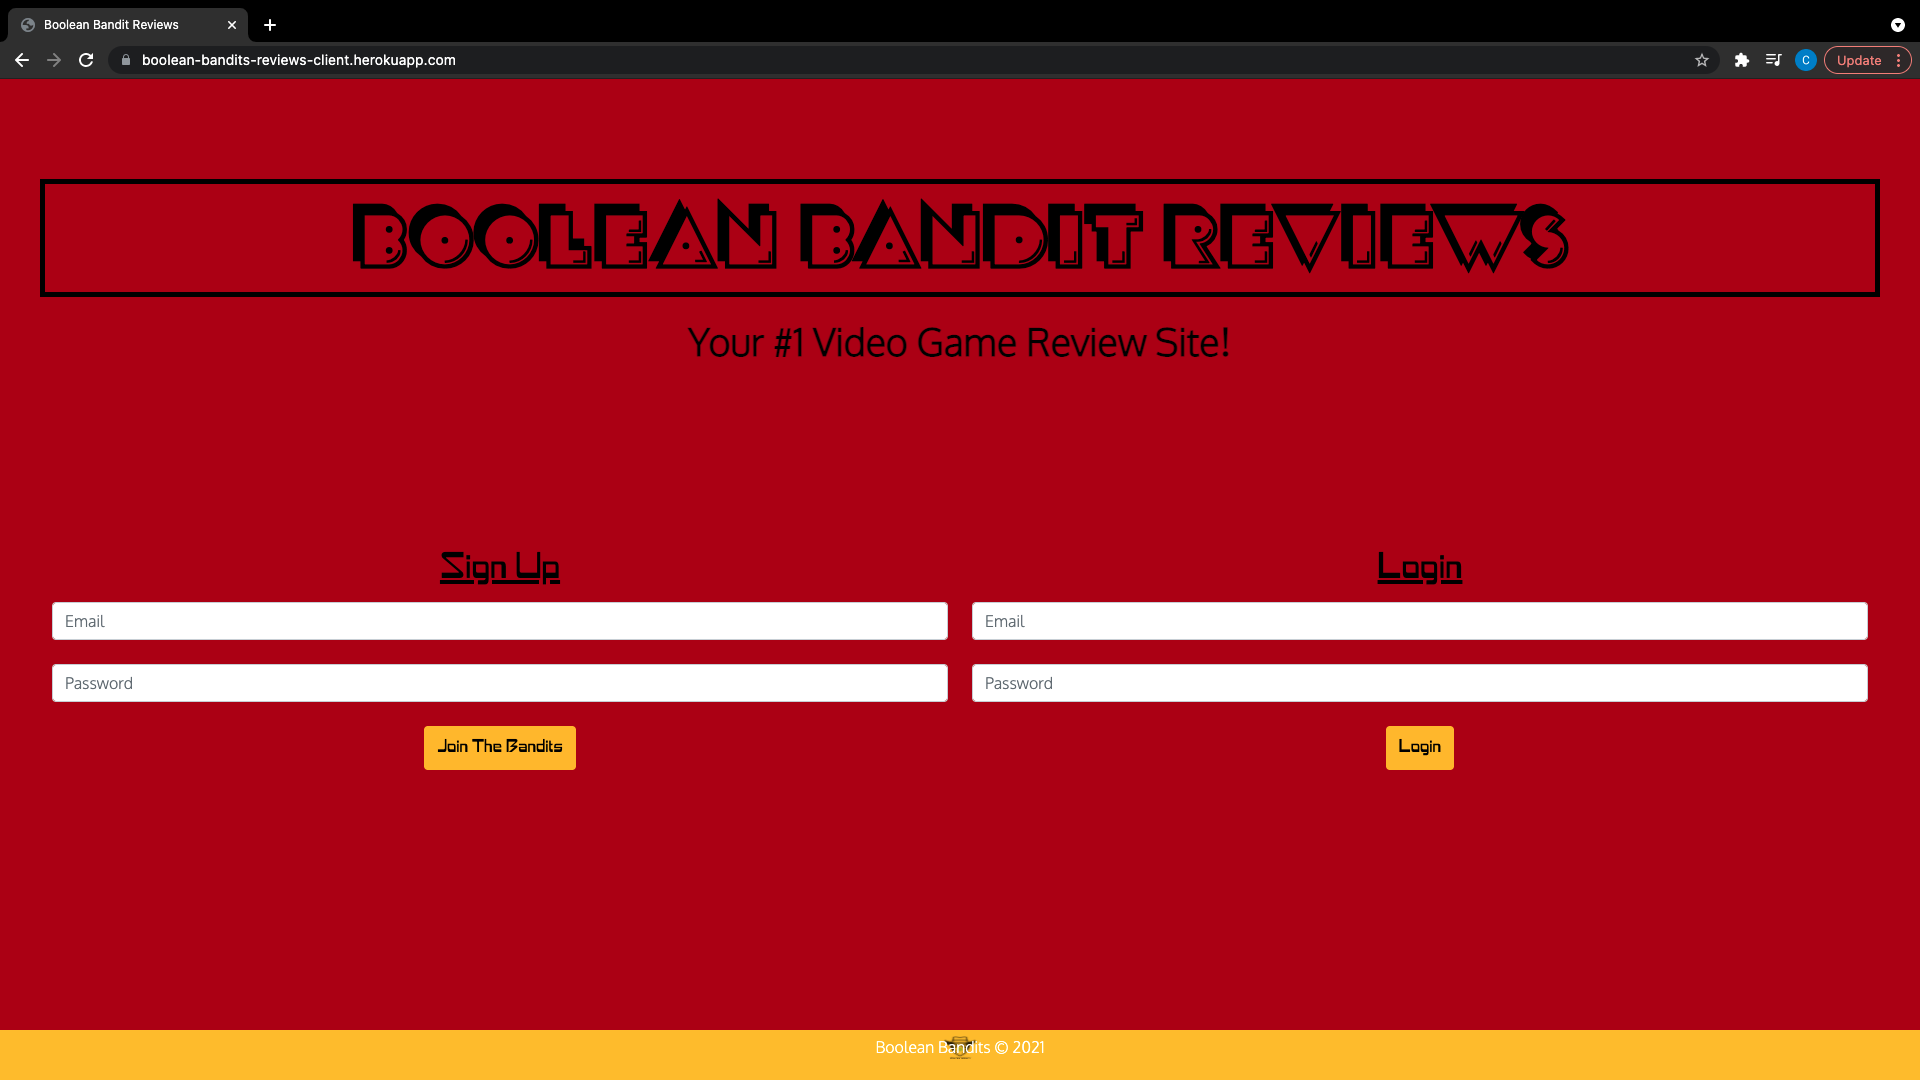 Boolean Bandit Reviews
boolean-bandits-reviews-client.herokuapp.com
C
Update
BOOLEAN BANDIT REVIEWS
Your #1 Video Game Review Site!
Sign Up
Login
Email
Email
Password
Password
Join The Bandits
Login
Boolean Bandits © 2021